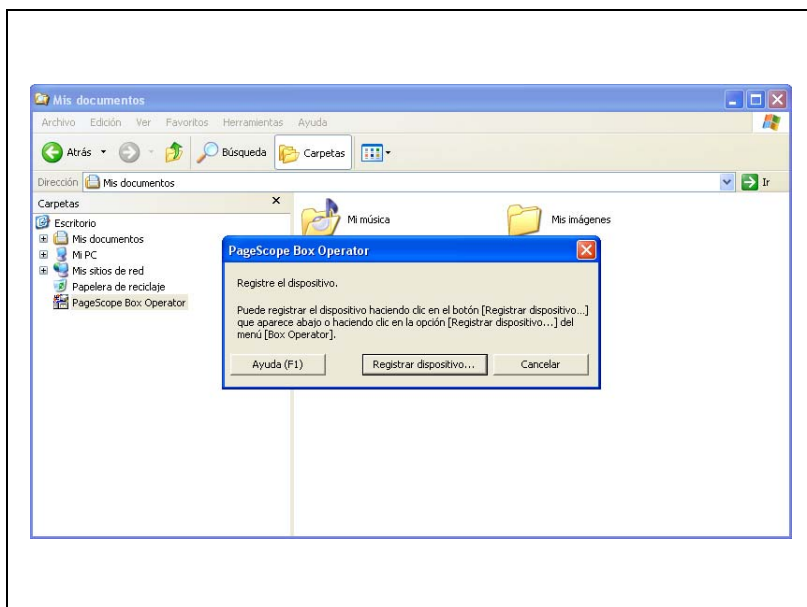 Mis documentos
Archivo Edición Ver Favoritos Herramientas Ayuda
Atrás Búsqueda Carpetas
Dirección Mis documentos Ir
Carpetas
Escritorio
Mis documentos
Mi PC
Mis sitios de red
Papelera de reciclaje
PageScope Box Operator
Mi música
Mis imágenes
PageScope Box Operator
Registre el dispositivo.
Puede registrar el dispositivo haciendo clic en el botón [Registrar dispositivo...]
que aparece abajo o haciendo clic en la opción [Registrar dispositivo...] del
menú [Box Operator].
Ayuda (F1) Registrar dispositivo... Cancelar